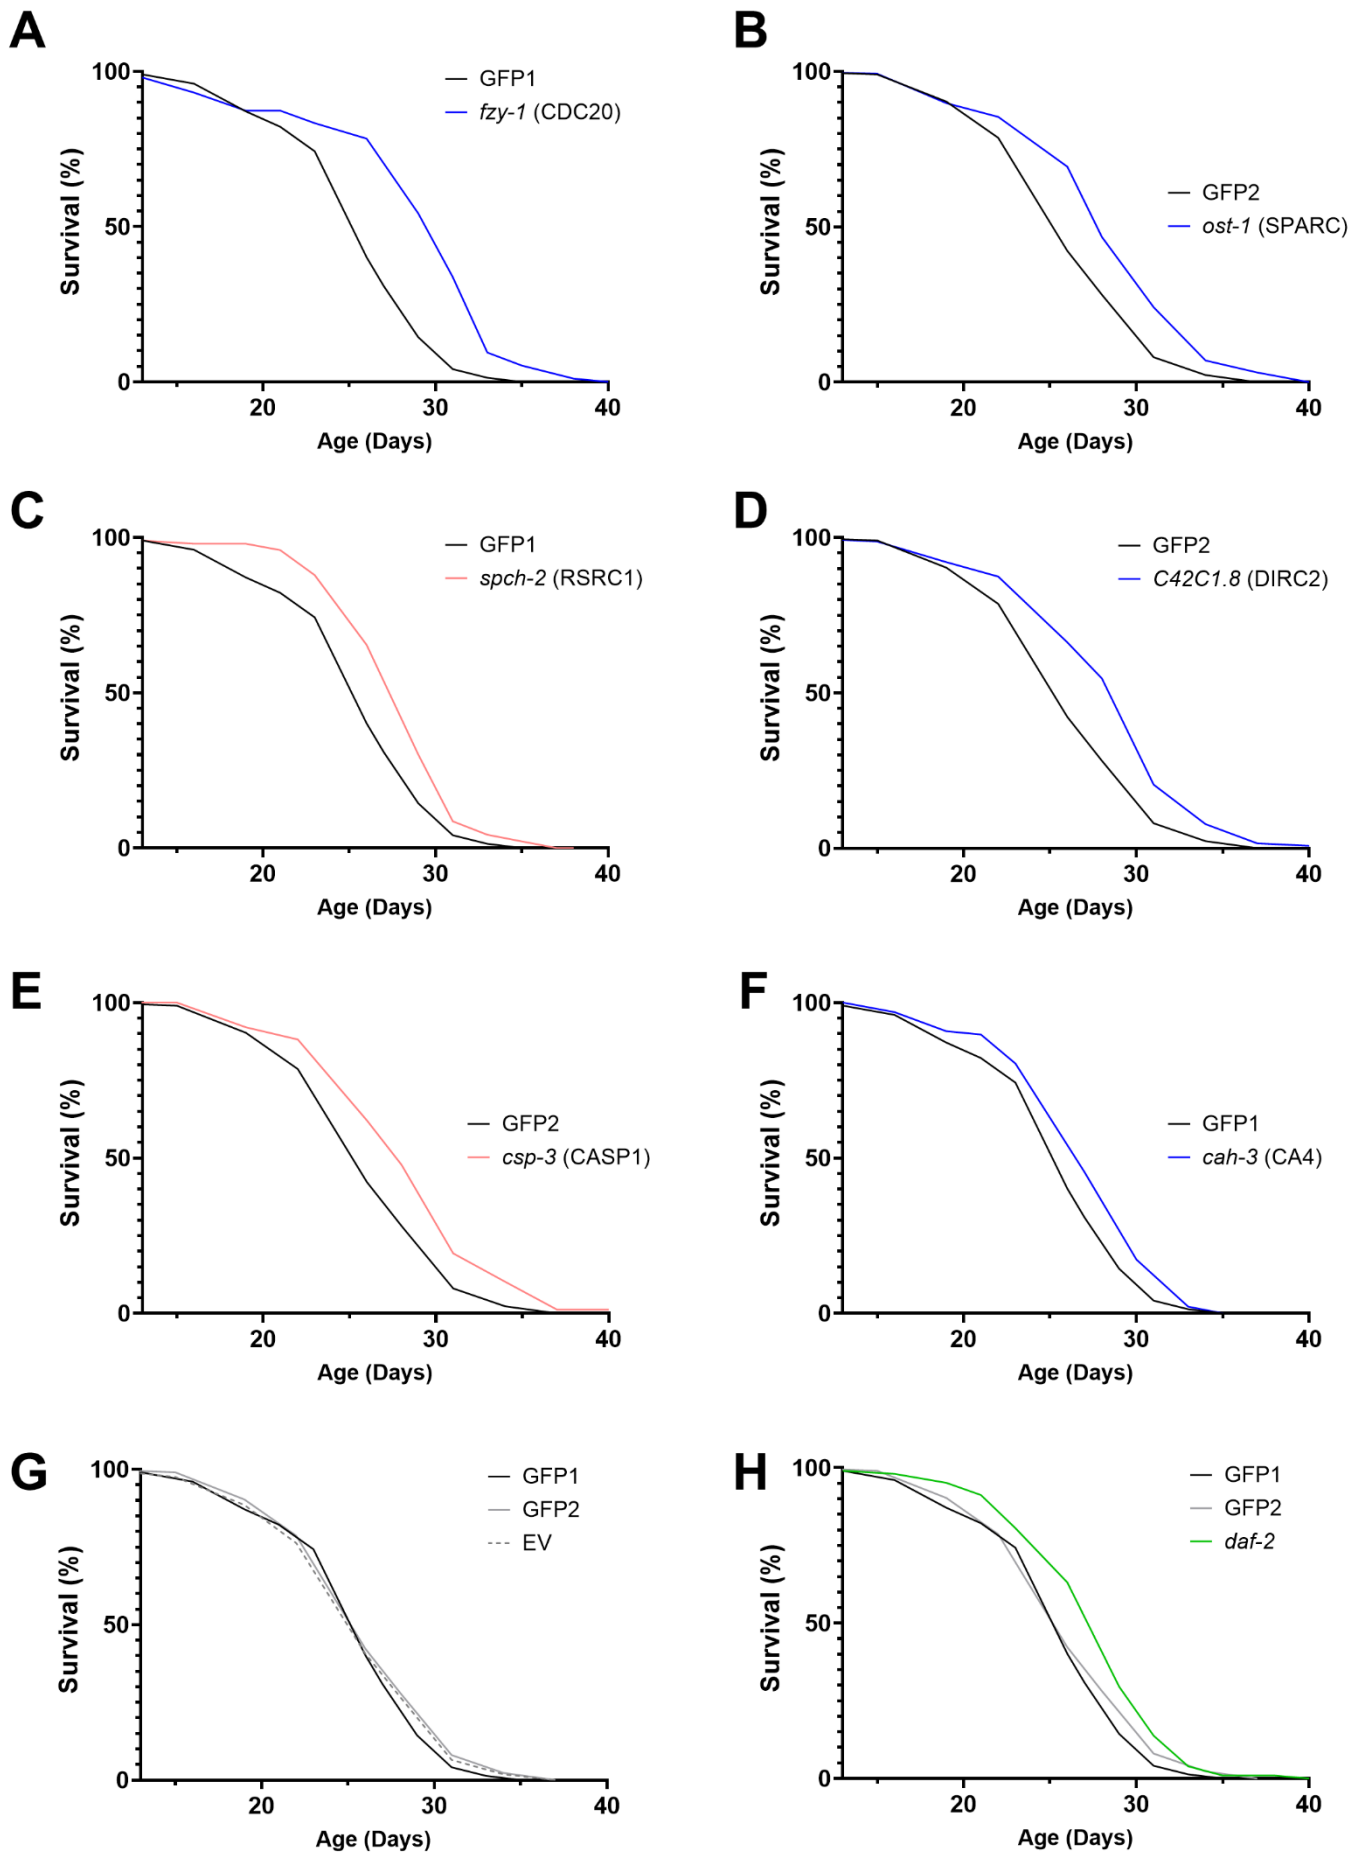 A
100
50
0
Survival (%)
20
30
40
Age (Days)
GFP1
fzy-1 (CDC20)
B
100
50
0
Survival (%)
20
30
40
Age (Days)
GFP2
ost-1 (SPARC)
C
100
50
0
Survival (%)
20
30
40
Age (Days)
GFP1
spch-2 (RSRC1)
D
100
50
0
Survival (%)
20
30
40
Age (Days)
GFP2
C42C1.8 (DIRC2)
E
100
50
0
Survival (%)
20
30
40
Age (Days)
GFP2
csp-3 (CASP1)
F
100
50
0
Survival (%)
20
30
40
Age (Days)
GFP1
cah-3 (CA4)
G
100
50
0
Survival (%)
20
30
40
Age (Days)
GFP1
GFP2
EV
H
100
50
0
Survival (%)
20
30
40
Age (Days)
GFP1
GFP2
daf-2